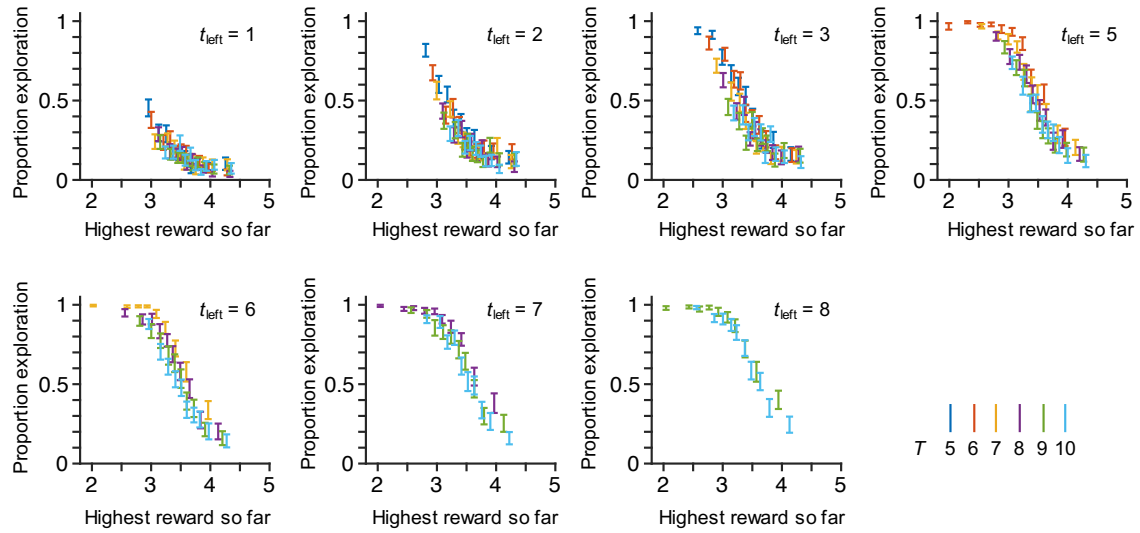 t_left = 1
Proportion exploration
1
0.5
0
2 3 4 5
Highest reward so far
t_left = 2
Proportion exploration
1
0.5
0
2 3 4 5
Highest reward so far
t_left = 3
Proportion exploration
1
0.5
0
2 3 4 5
Highest reward so far
t_left = 5
Proportion exploration
1
0.5
0
2 3 4 5
Highest reward so far
t_left = 6
Proportion exploration
1
0.5
0
2 3 4 5
Highest reward so far
t_left = 7
Proportion exploration
1
0.5
0
2 3 4 5
Highest reward so far
t_left = 8
Proportion exploration
1
0.5
0
2 3 4 5
Highest reward so far
T 5 6 7 8 9 10